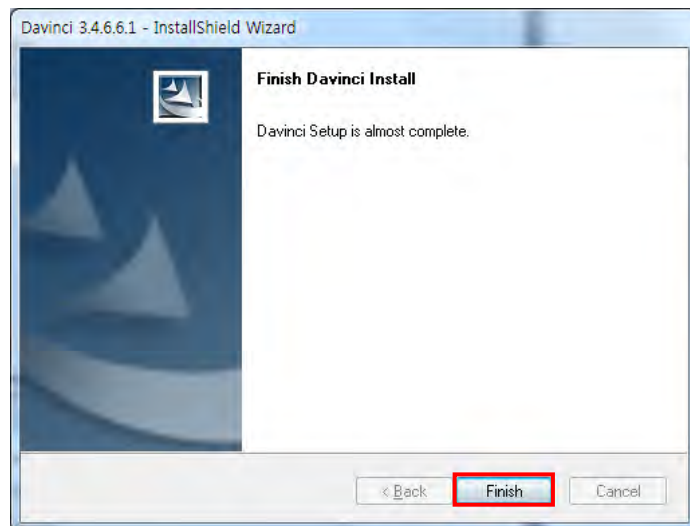 Davinci 3.4.6.6.1 - InstallShield Wizard
Finish Davinci Install
Davinci Setup is almost complete.
< Back
Finish
Cancel